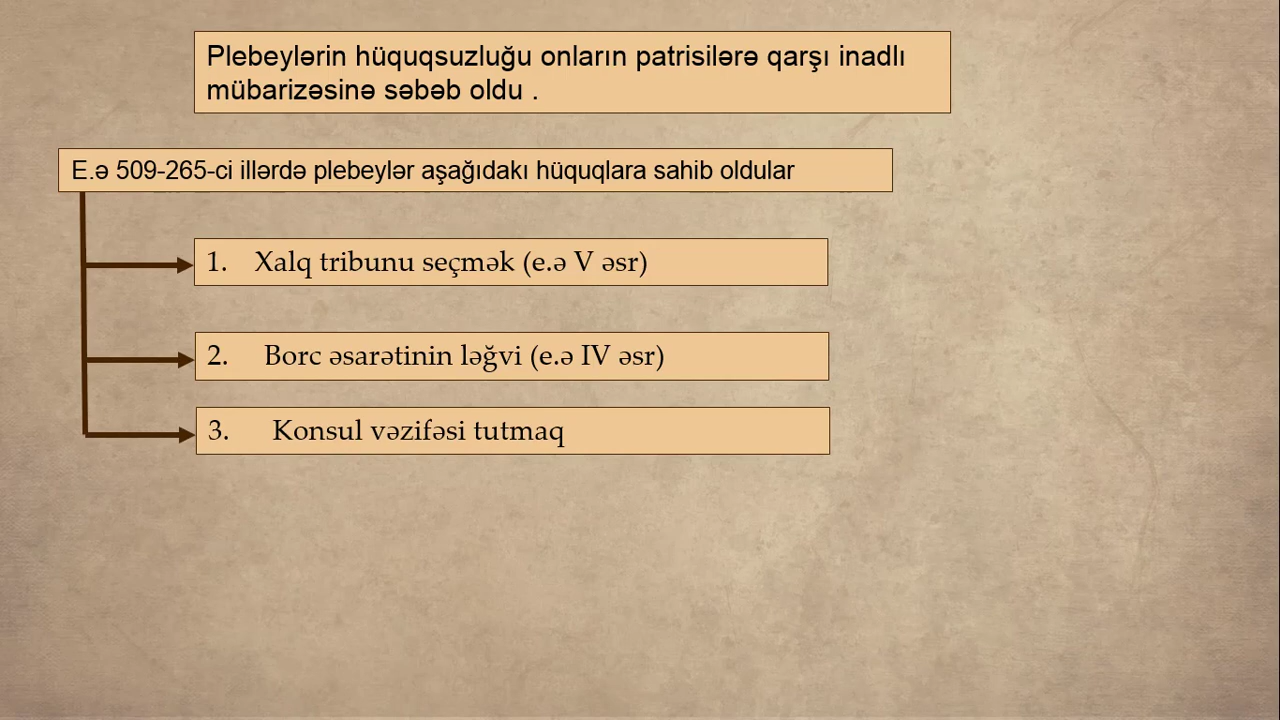 Plebeylərin hüquqsuzluğu onların patrisilərə qarşı inadlı
mübarizəsinə səbəb oldu .
E.ə 509-265-ci illərdə plebeylər aşağıdakı hüquqlara sahib oldular
1. Xalq tribunu seçmək (e.ə V əsr)
2. Borc əsarətinin ləğvi (e.ə IV əsr)
3. Konsul vəzifəsi tutmaq